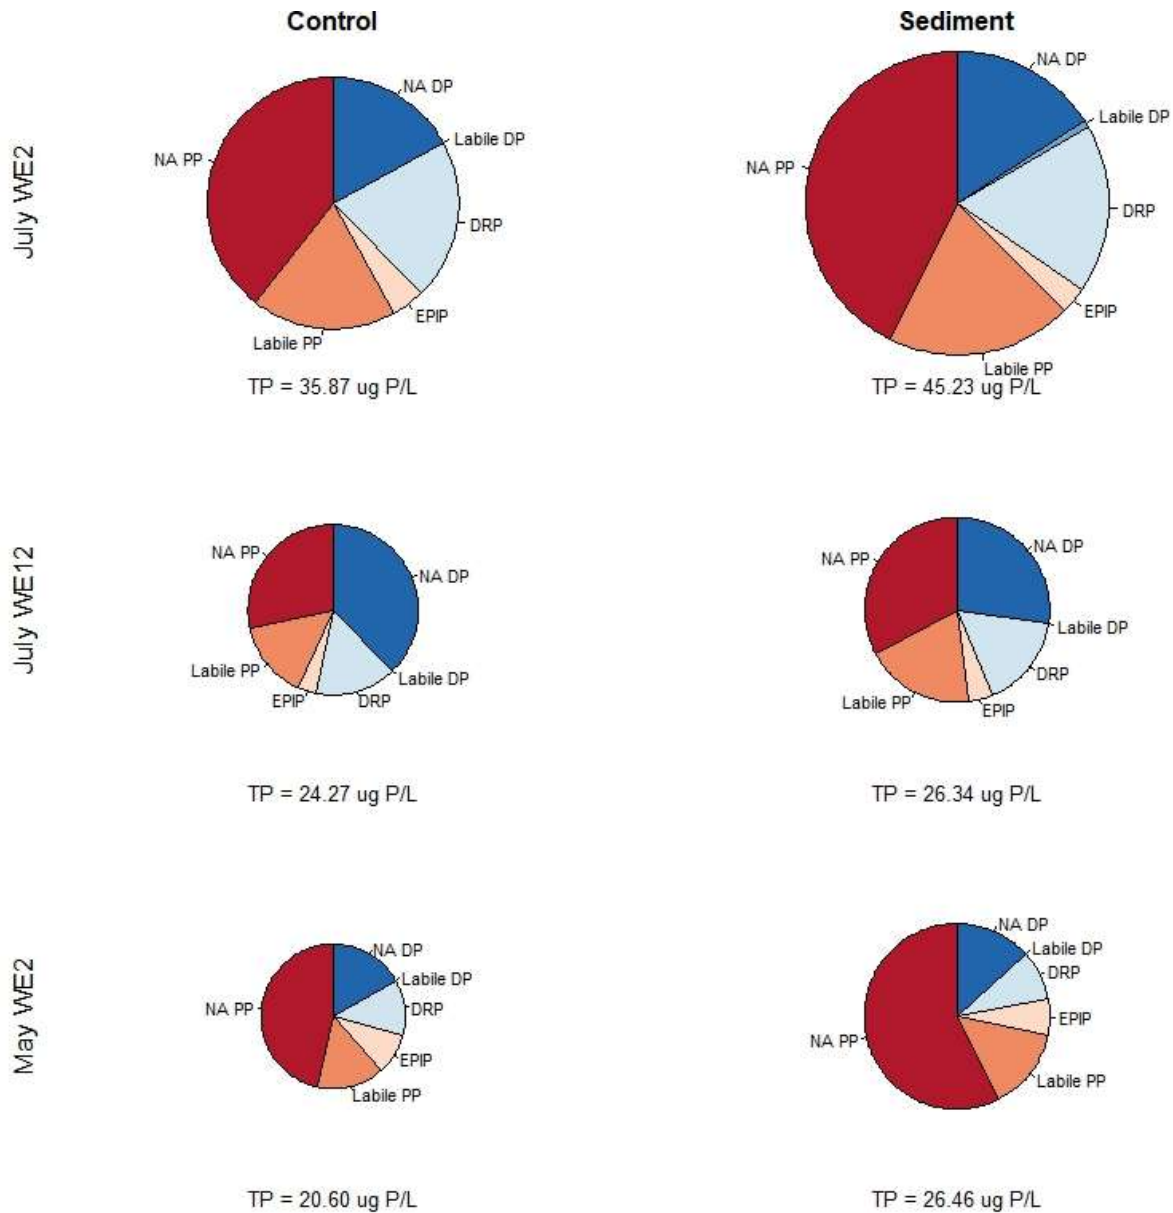 Control
Sediment
July WE2
NA DP
Labile DP
DRP
EPIP
Labile PP
NA PP
TP = 35.87 ug P/L
NA DP
Labile DP
DRP
EPIP
Labile PP
NA PP
TP = 45.23 ug P/L
July WE12
NA DP
Labile DP
DRP
EPIP
Labile PP
NA PP
TP = 24.27 ug P/L
NA DP
Labile DP
DRP
EPIP
Labile PP
NA PP
TP = 26.34 ug P/L
May WE2
NA DP
Labile DP
DRP
EPIP
Labile PP
NA PP
TP = 20.60 ug P/L
NA DP
Labile DP
DRP
EPIP
Labile PP
NA PP
TP = 26.46 ug P/L